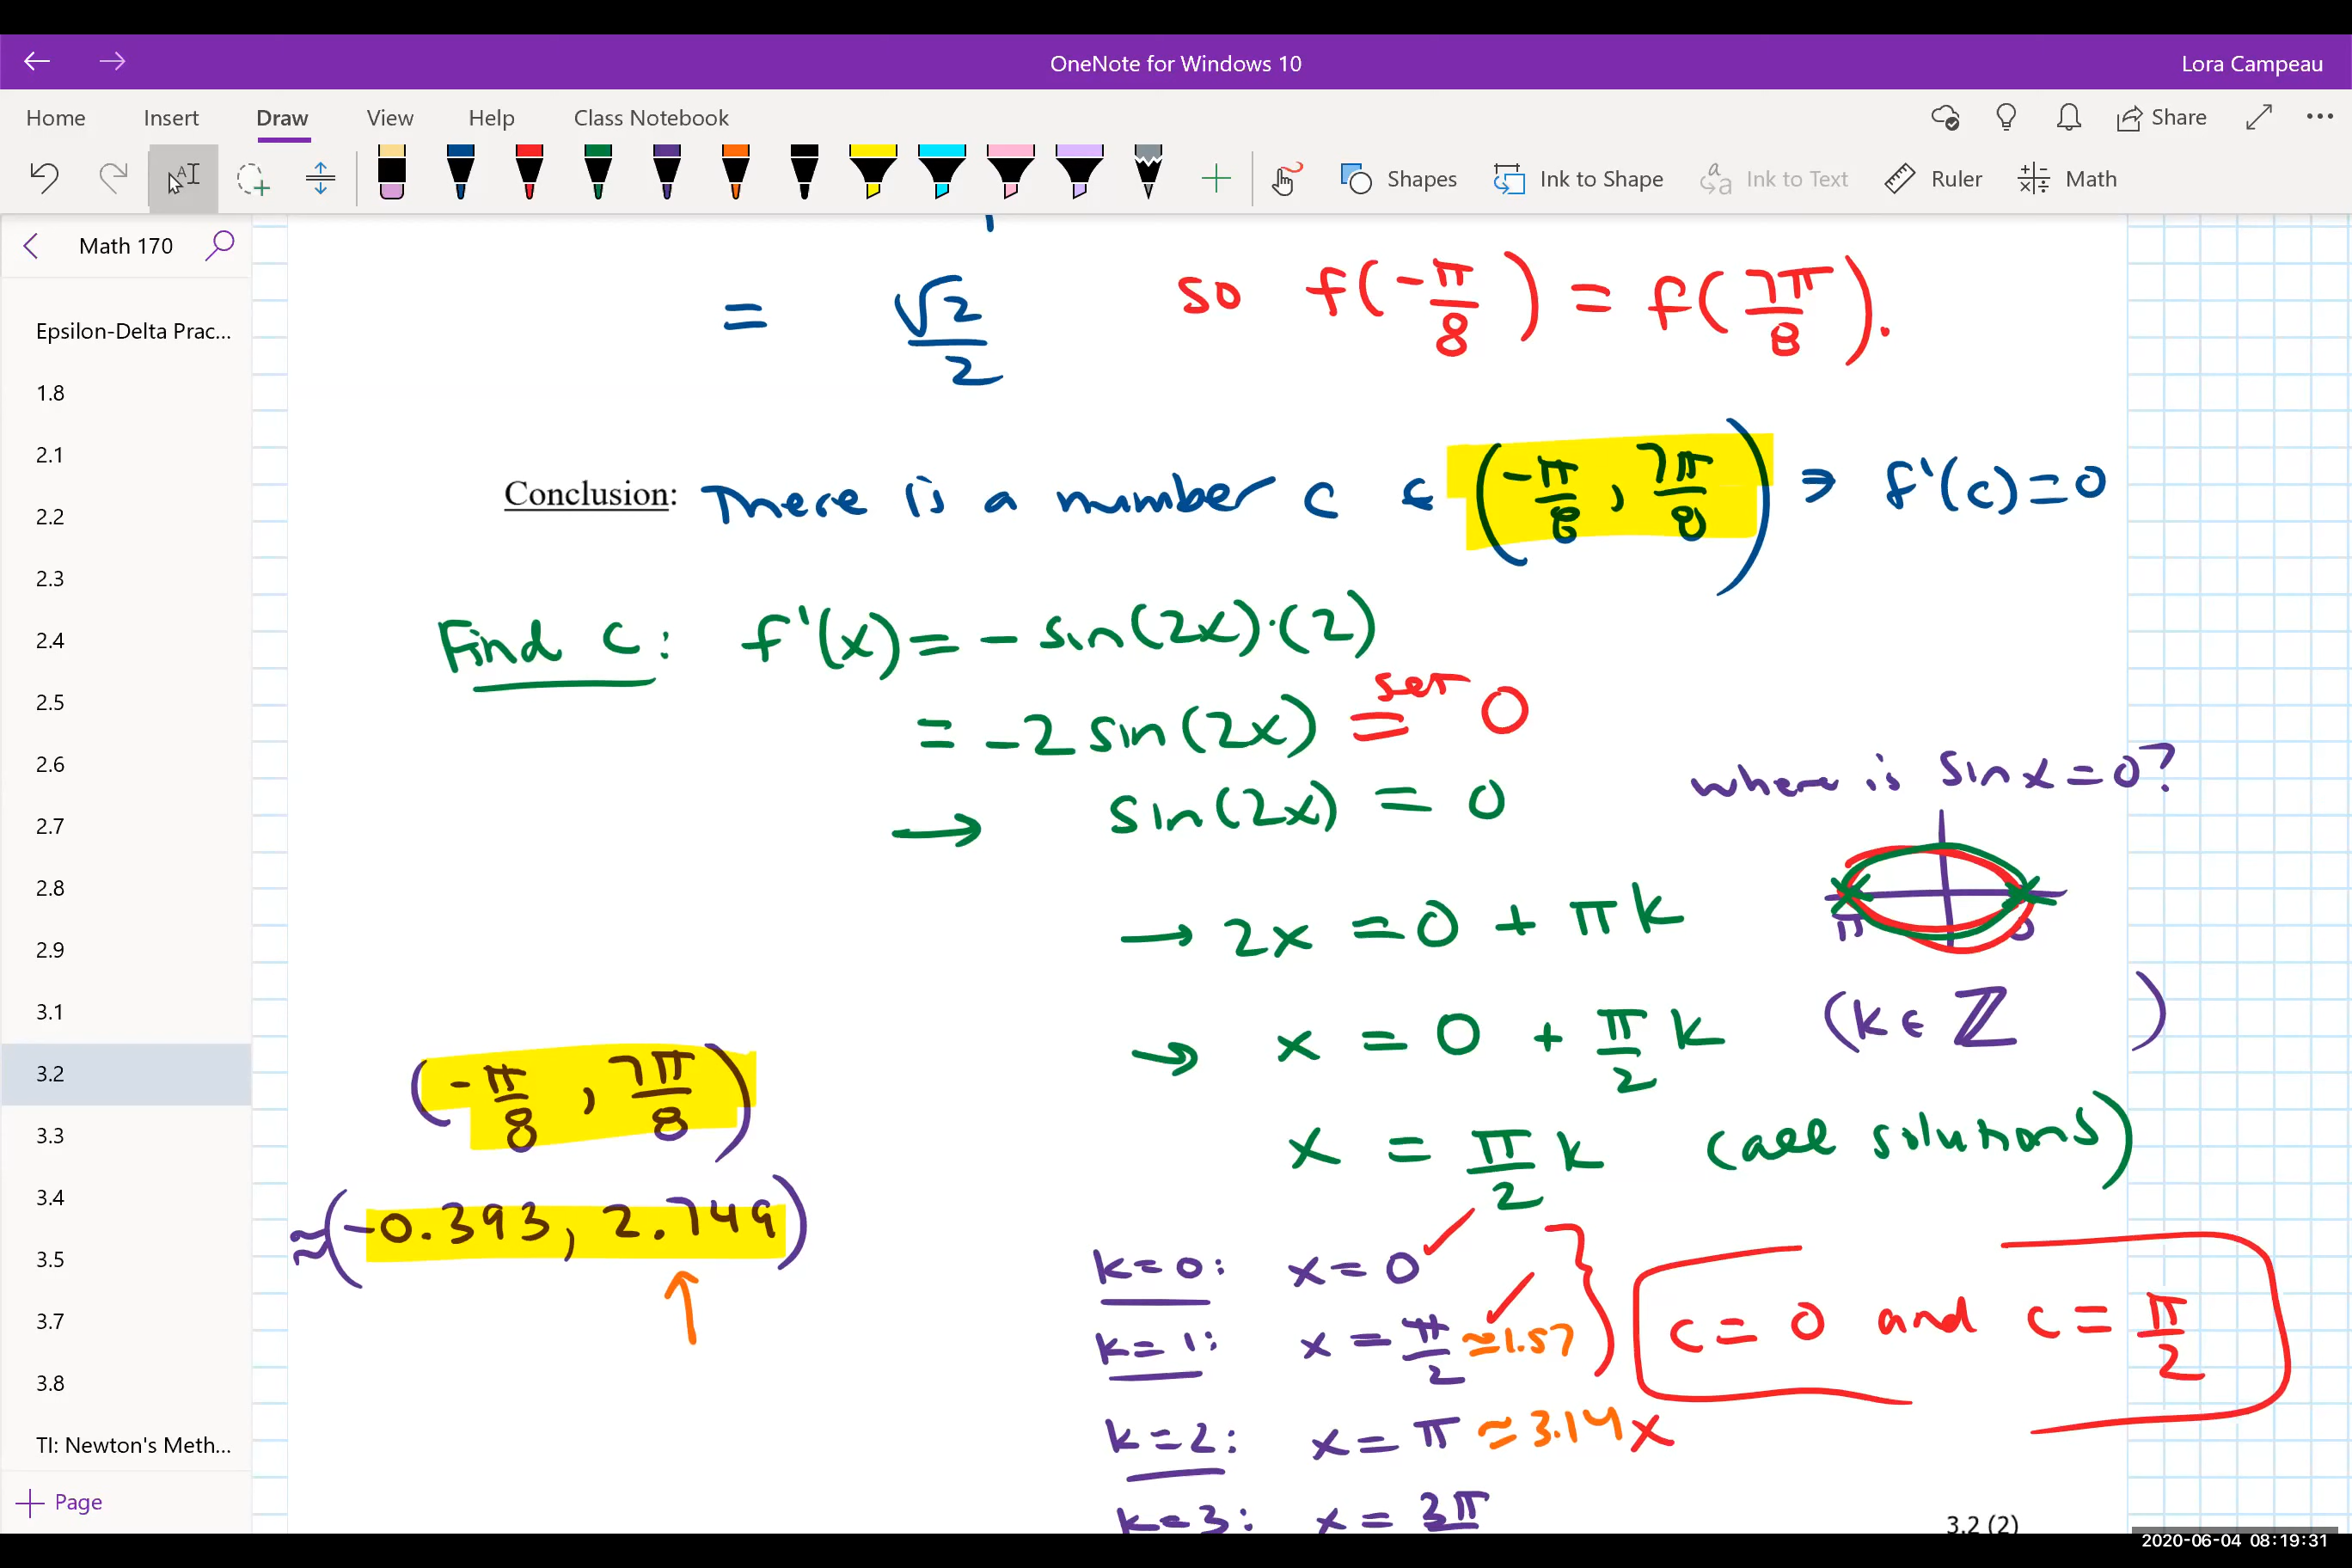 OneNote for Windows 10
Lora Campeau
Home Insert Draw View Help Class Notebook Share
Shapes Ink to Shape Ink to Text Ruler Math
Math 170
Epsilon-Delta Prac...
1.8
2.1
2.2
2.3
2.4
2.5
2.6
2.7
2.8
2.9
3.1
3.2
3.3
3.4
3.5
3.7
3.8
TI: Newton's Meth...
Page
= √2/2
so f(-π/8) = f(7π/8).
Conclusion: There is a number c ∈ (-π/8, 7π/8) ∋ f'(c)=0
Find c: f'(x) = -sin(2x)·(2)
= -2 sin(2x) set = 0
→ sin(2x) = 0
where is sin x = 0?
π 0
→ 2x = 0 + πk
→ x = 0 + π/2 k (k ∈ ℤ )
x = π/2 k (all solutions)
(-π/8, 7π/8)
≈(-0.393, 2.749)
k=0: x = 0 ✓
k=1: x = π/2 ≈1.57 ✓
c = 0 and c = π/2
k=2: x = π ≈ 3.14 x
k=3: x = 3π
3.2 (2)
2020-06-04 08:19:31